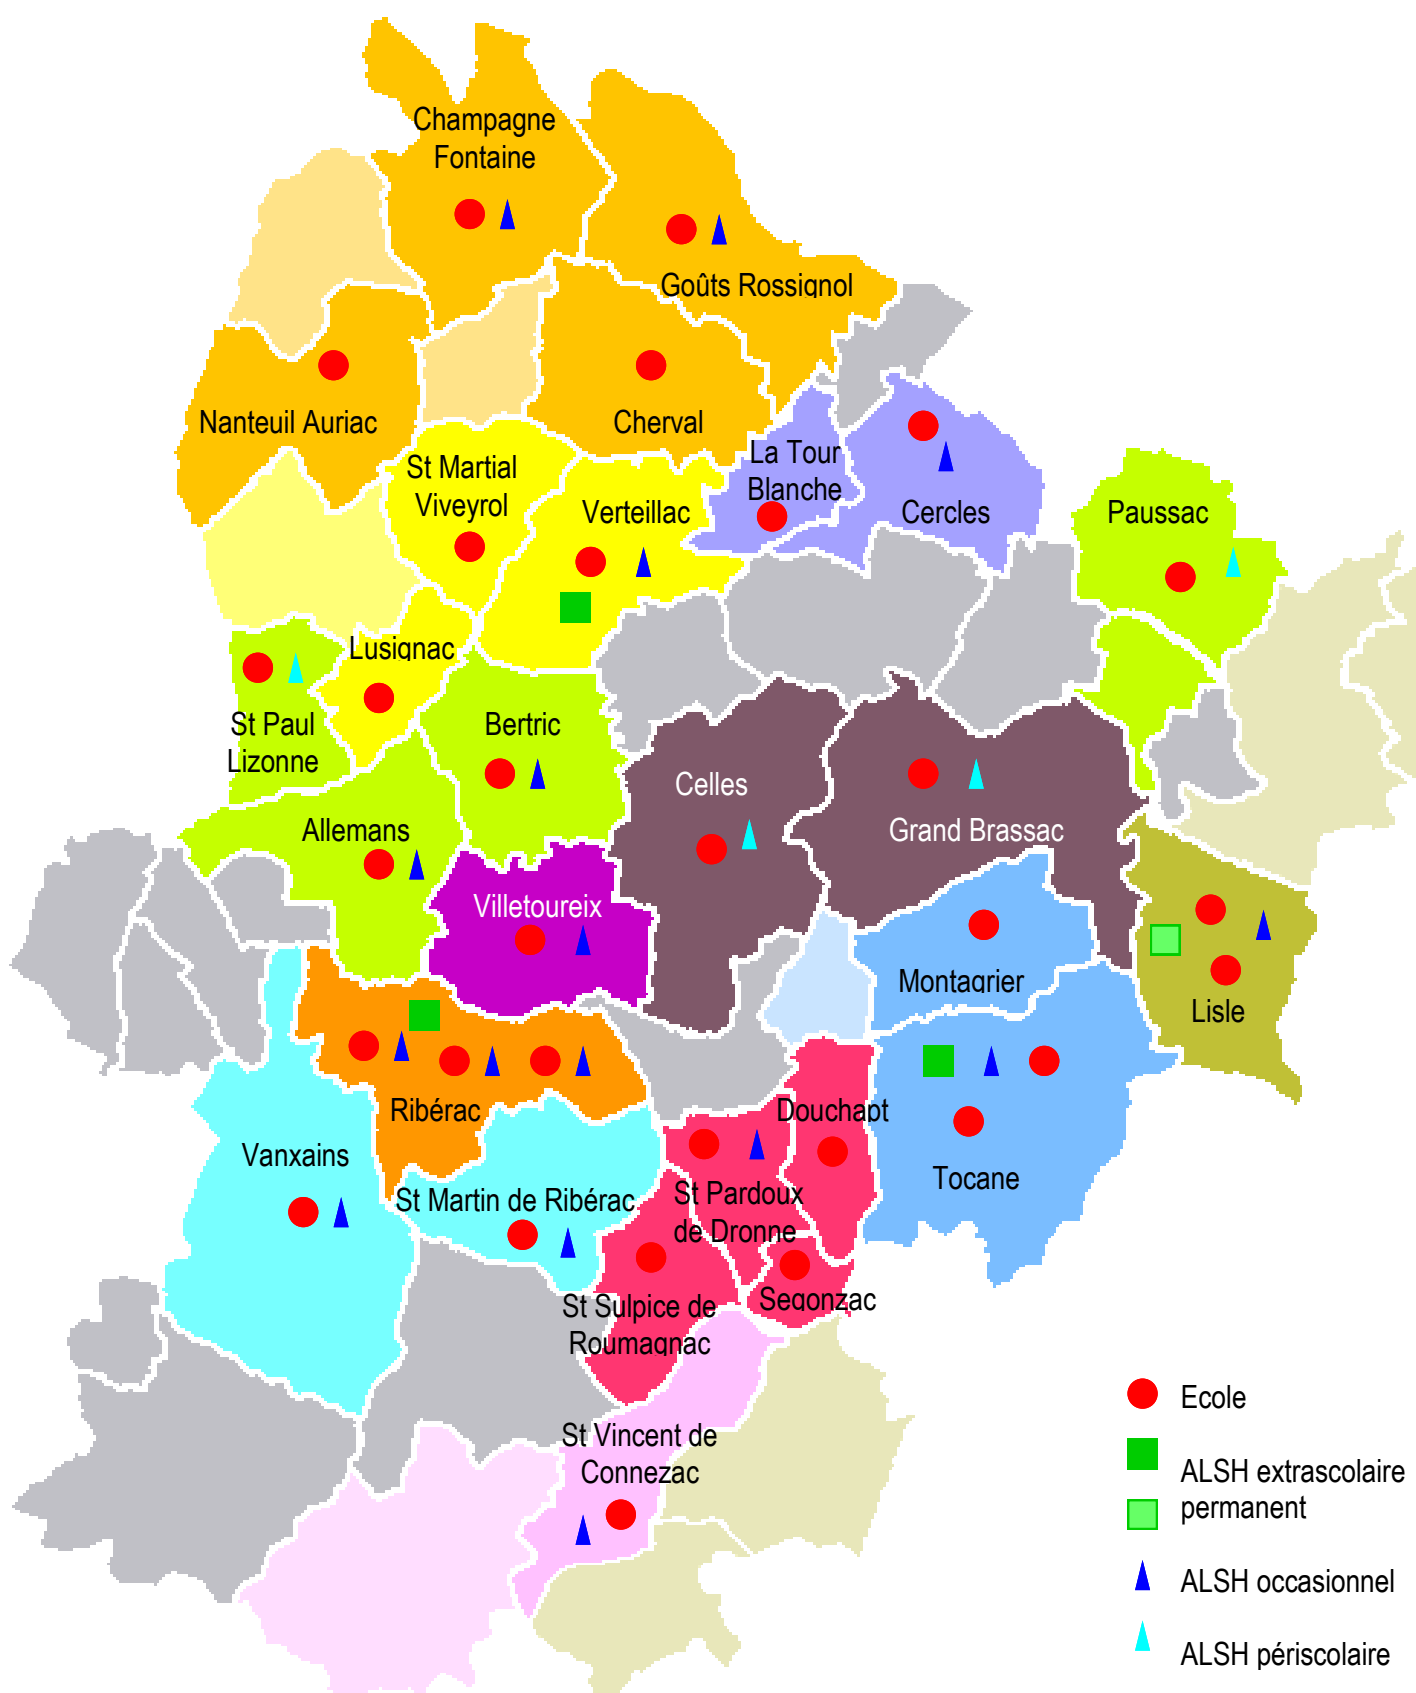 Champagne
Fontaine
Goûts Rossignol
Nanteuil Auriac
Cherval
St Martial
Viveyrol
La Tour
Blanche
Verteillac
Cercles
Paussac
Lusignac
St Paul
Lizonne
Bertric
Celles
Allemans
Grand Brassac
Villetoureix
Montagrier
Lisle
Ribérac
Douchapt
Vanxains
St Martin de Ribérac
St Pardoux
de Dronne
Tocane
St Sulpice de
Roumagnac
Segonzac
St Vincent de
Connezac
Ecole
ALSH extrascolaire
permanent
ALSH occasionnel
ALSH périscolaire